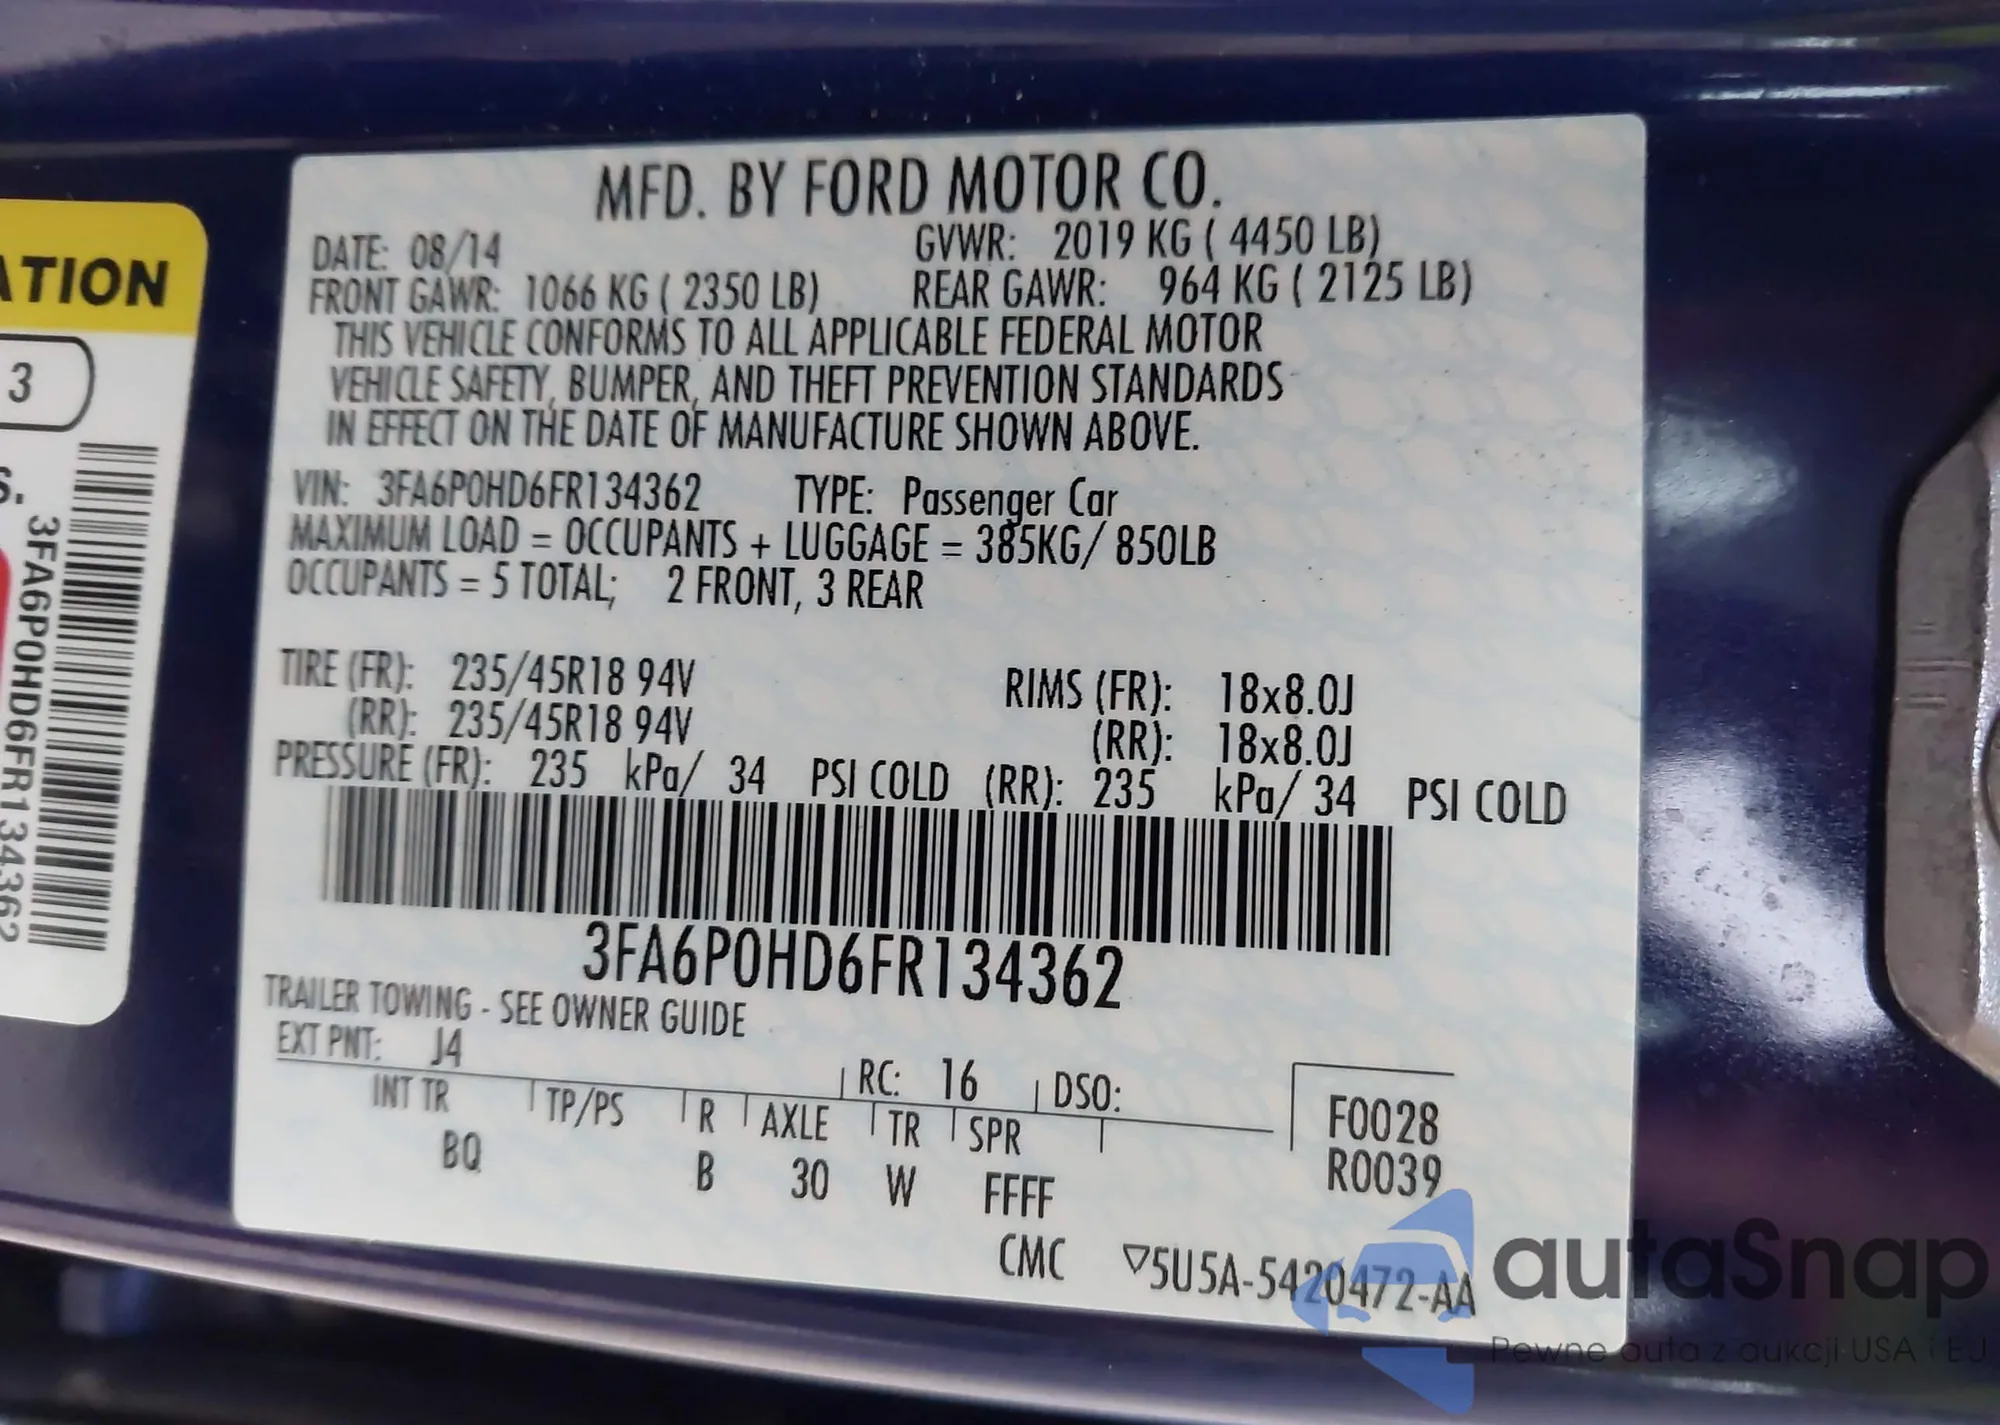 MFD. BY FORD MOTOR CO.
DATE: 08/14 GVWR: 2019 KG ( 4450 LB)
FRONT GAWR: 1066 KG ( 2350 LB) REAR GAWR: 964 KG ( 2125 LB)
THIS VEHICLE CONFORMS TO ALL APPLICABLE FEDERAL MOTOR
VEHICLE SAFETY, BUMPER, AND THEFT PREVENTION STANDARDS
IN EFFECT ON THE DATE OF MANUFACTURE SHOWN ABOVE.
VIN: 3FA6P0HD6FR134362 TYPE: Passenger Car
MAXIMUM LOAD = OCCUPANTS + LUGGAGE = 385KG/ 850LB
OCCUPANTS = 5 TOTAL; 2 FRONT, 3 REAR
TIRE (FR): 235/45R18 94V RIMS (FR): 18x8.0J
(RR): 235/45R18 94V (RR): 18x8.0J
PRESSURE (FR): 235 kPa/ 34 PSI COLD (RR): 235 kPa/ 34 PSI COLD
3FA6P0HD6FR134362
TRAILER TOWING - SEE OWNER GUIDE
EXT PNT: J4 RC: 16 DSO:
INT TR TP/PS R AXLE TR SPR F0028
BQ B 30 W FFFF R0039
CMC ▽5U5A-5420472-AA
ATION
3
S.
3FA6P0HD6FR134362
autaSnap
Pewne auta z aukcji USA i EJ